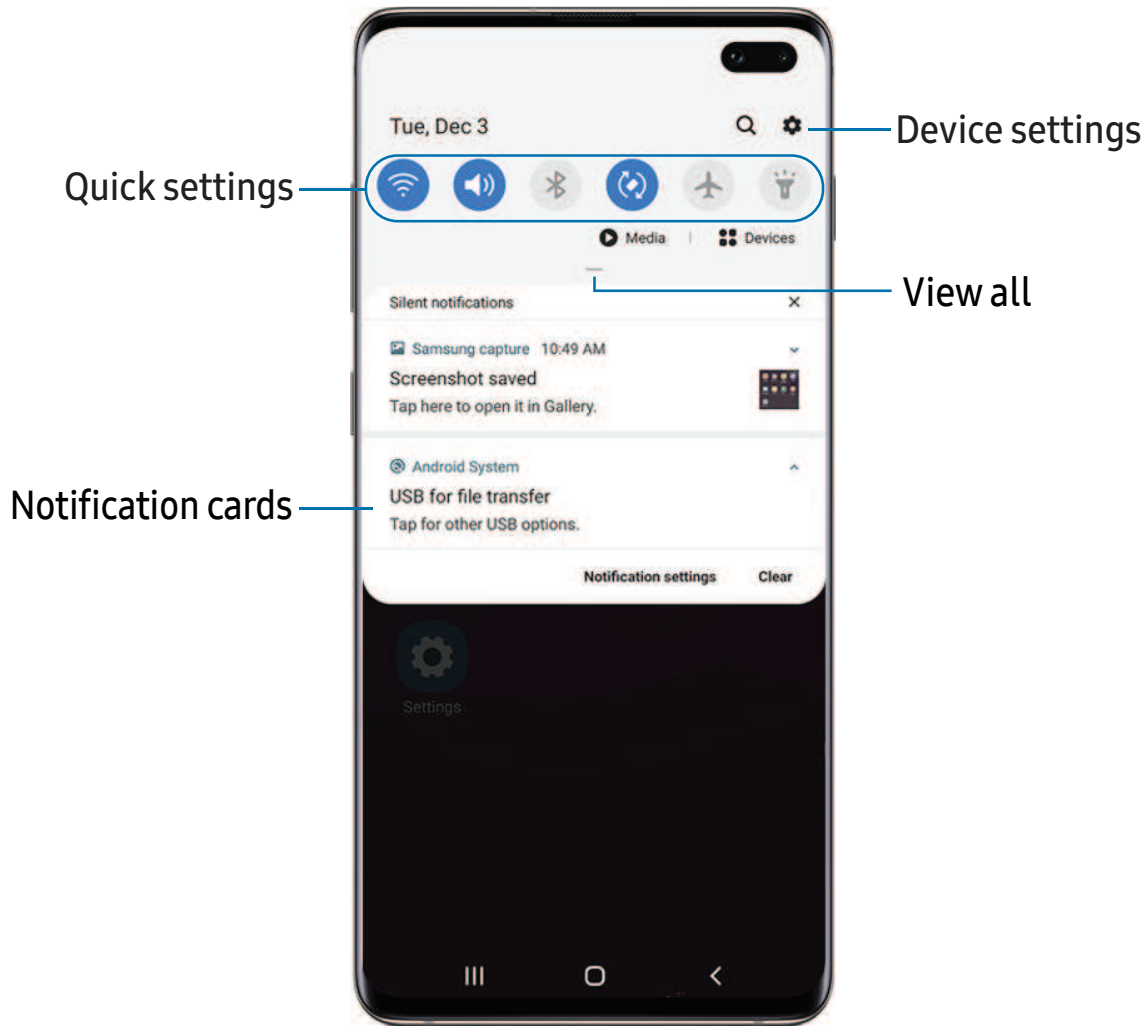 Tue, Dec 3
Device settings
Quick settings
Media | Devices
View all
Silent notifications
Samsung capture 10:49 AM
Screenshot saved
Tap here to open it in Gallery.
Android System
Notification cards
USB for file transfer
Tap for other USB options.
Notification settings Clear
Settings